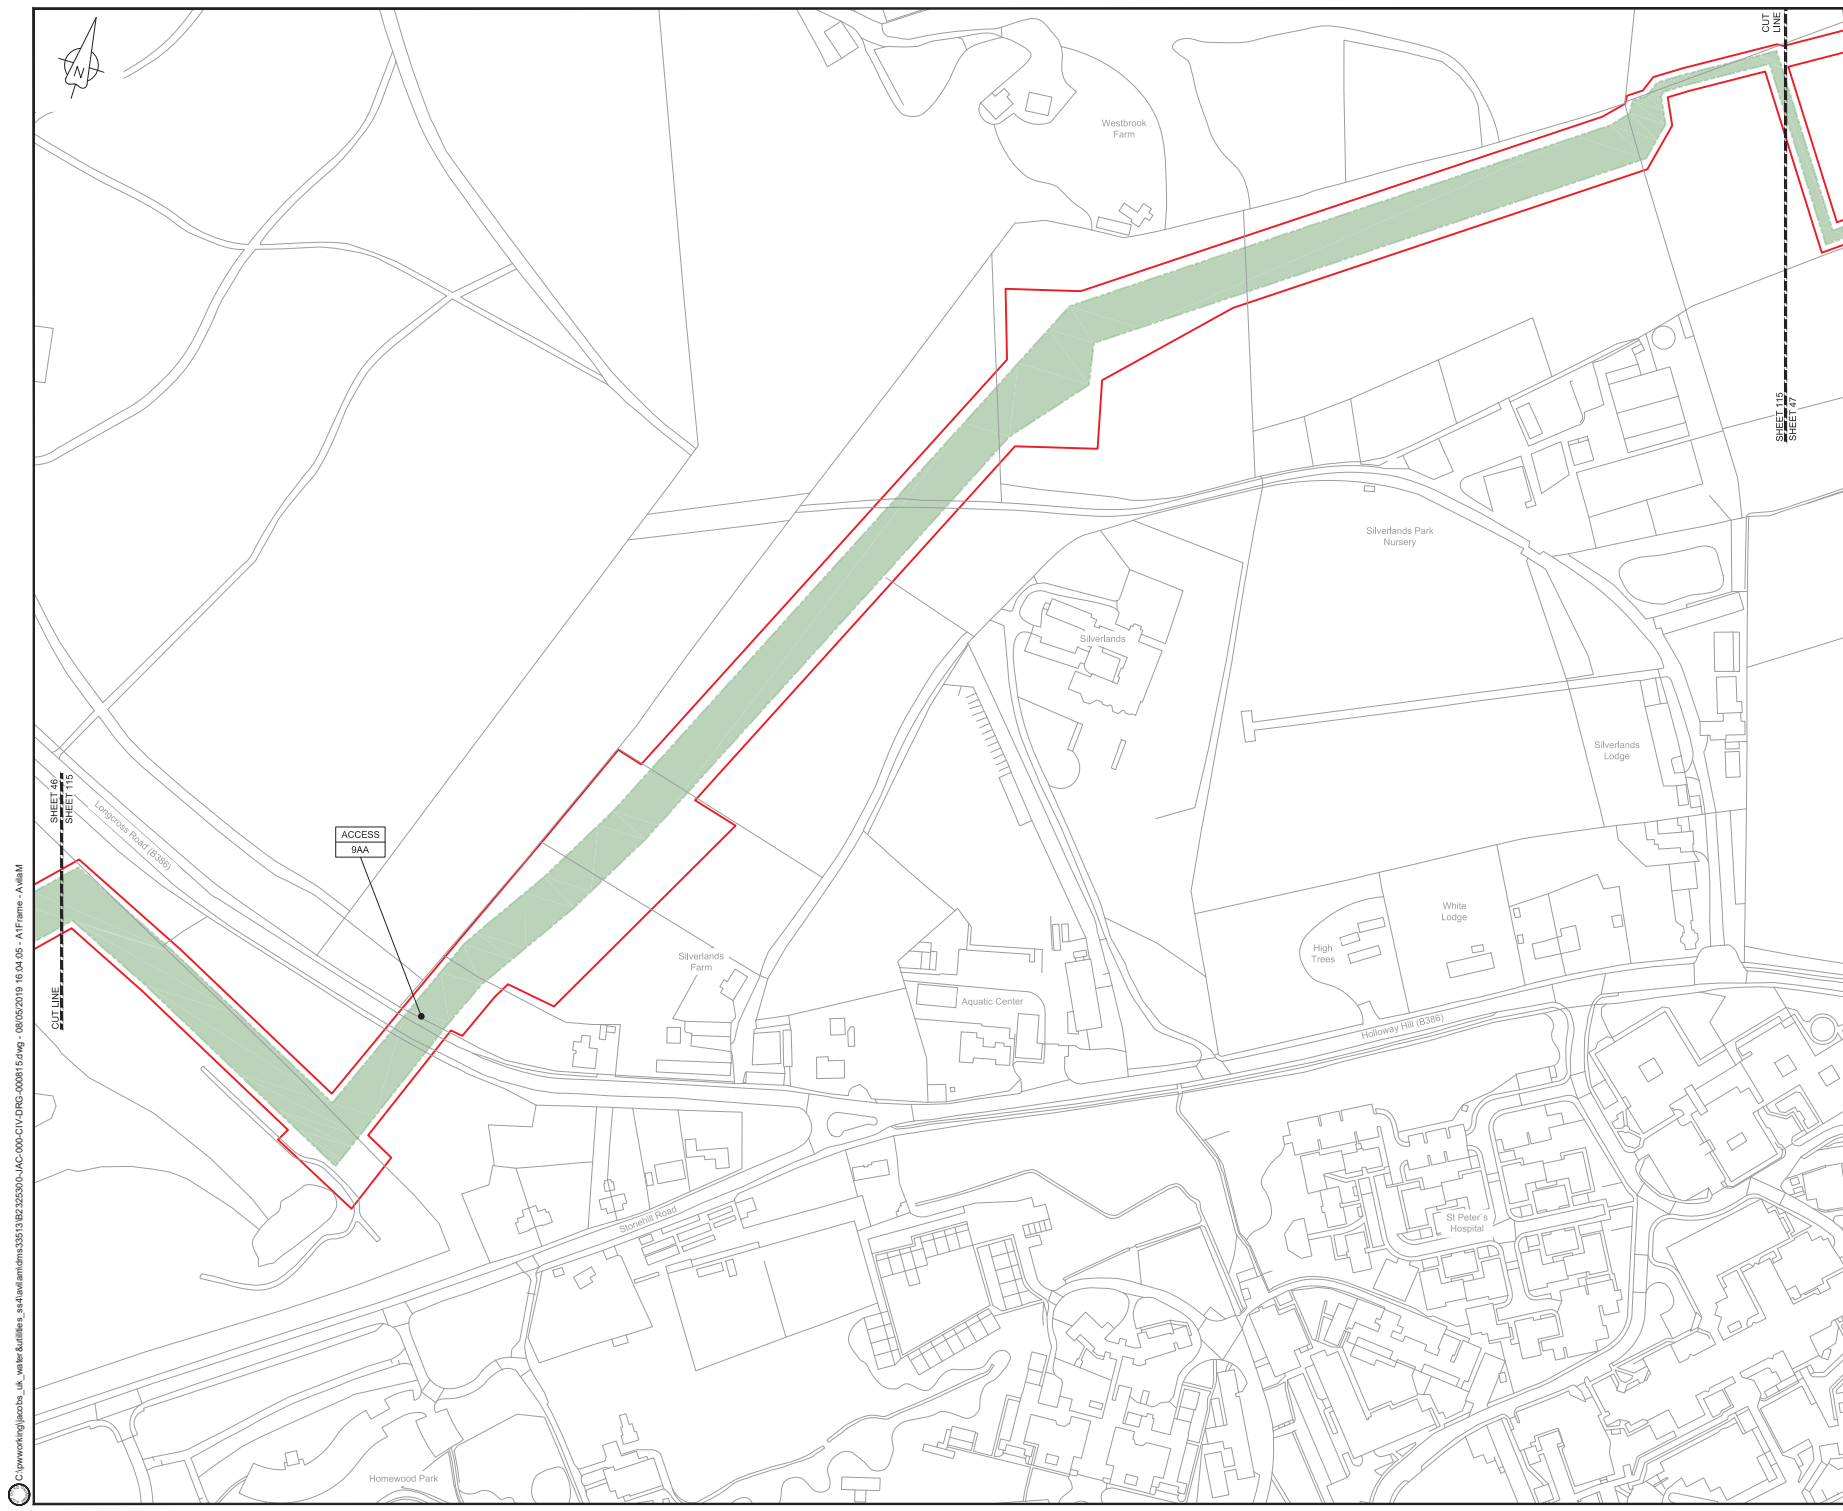 CUT
LINE
N
Westbrook
Farm
SHEET 115
SHEET 47
Silverlands Park
Nursery
Silverlands
Silverlands
Lodge
SHEET 46
SHEET 115
Longcross Road (B386)
ACCESS
9AA
White
Lodge
High
Trees
Silverlands
Farm
Aquatic Center
CUT LINE
Holloway Hill (B386)
Stonehill Road
St Peter's
Hospital
Homewood Park
C:\pwworking\jacobs_uk_water&utilities_ss4\avilam\dms33513\B2325300-JAC-000-CIV-DRG-000815.dwg - 08/05/2019 16:04:05 - A1Frame - AvilaM